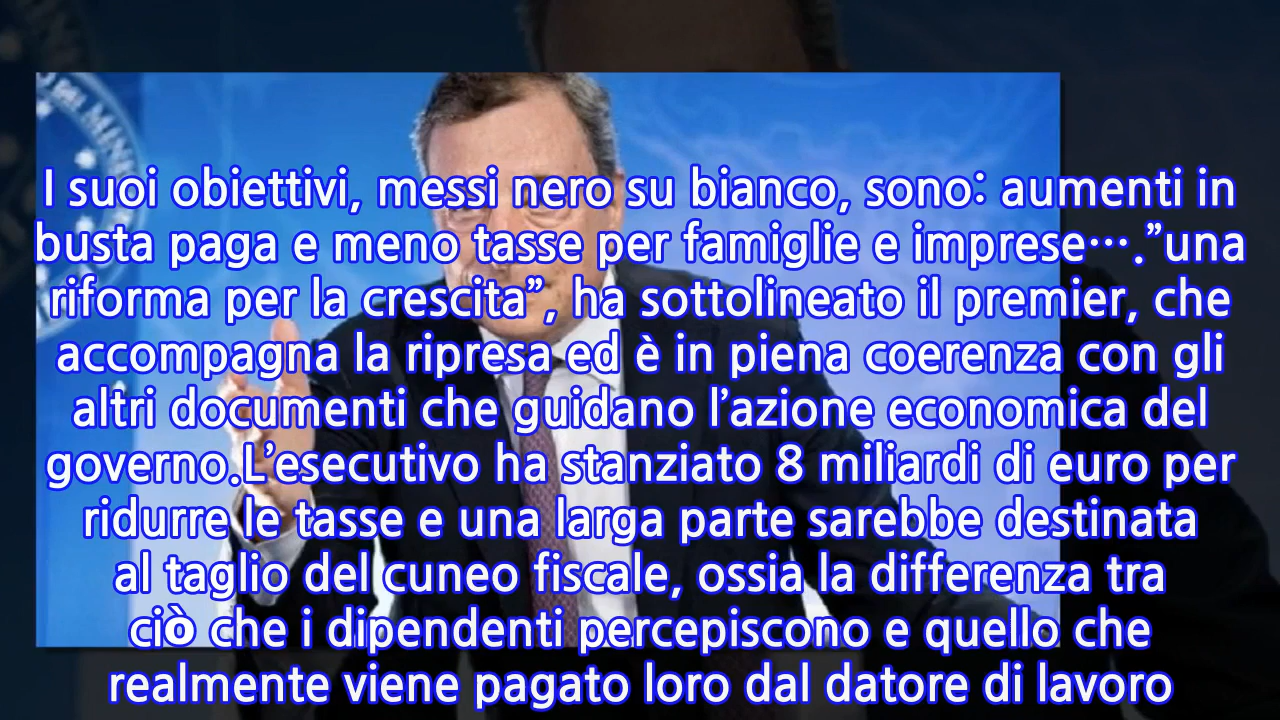 DEL MINI
I suoi obiettivi, messi nero su bianco, sono: aumenti in
busta paga e meno tasse per famiglie e imprese….”una
riforma per la crescita”, ha sottolineato il premier, che
accompagna la ripresa ed è in piena coerenza con gli
altri documenti che guidano l’azione economica del
governo.L’esecutivo ha stanziato 8 miliardi di euro per
ridurre le tasse e una larga parte sarebbe destinata
al taglio del cuneo fiscale, ossia la differenza tra
ciò che i dipendenti percepiscono e quello che
realmente viene pagato loro dal datore di lavoro